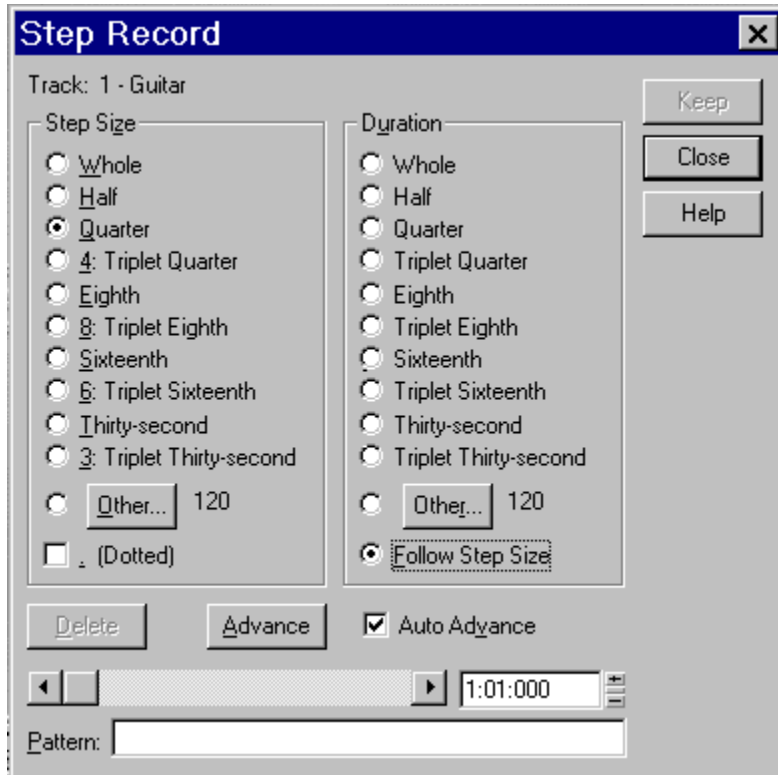 Step Record
Track: 1 - Guitar
Keep
Close
Help
Step Size
Whole
Half
Quarter
4: Triplet Quarter
Eighth
8: Triplet Eighth
Sixteenth
6: Triplet Sixteenth
Thirty-second
3: Triplet Thirty-second
Other... 120
. (Dotted)
Duration
Whole
Half
Quarter
Triplet Quarter
Eighth
Triplet Eighth
Sixteenth
Triplet Sixteenth
Thirty-second
Triplet Thirty-second
Other... 120
Follow Step Size
Delete
Advance
Auto Advance
1:01:000
Pattern: